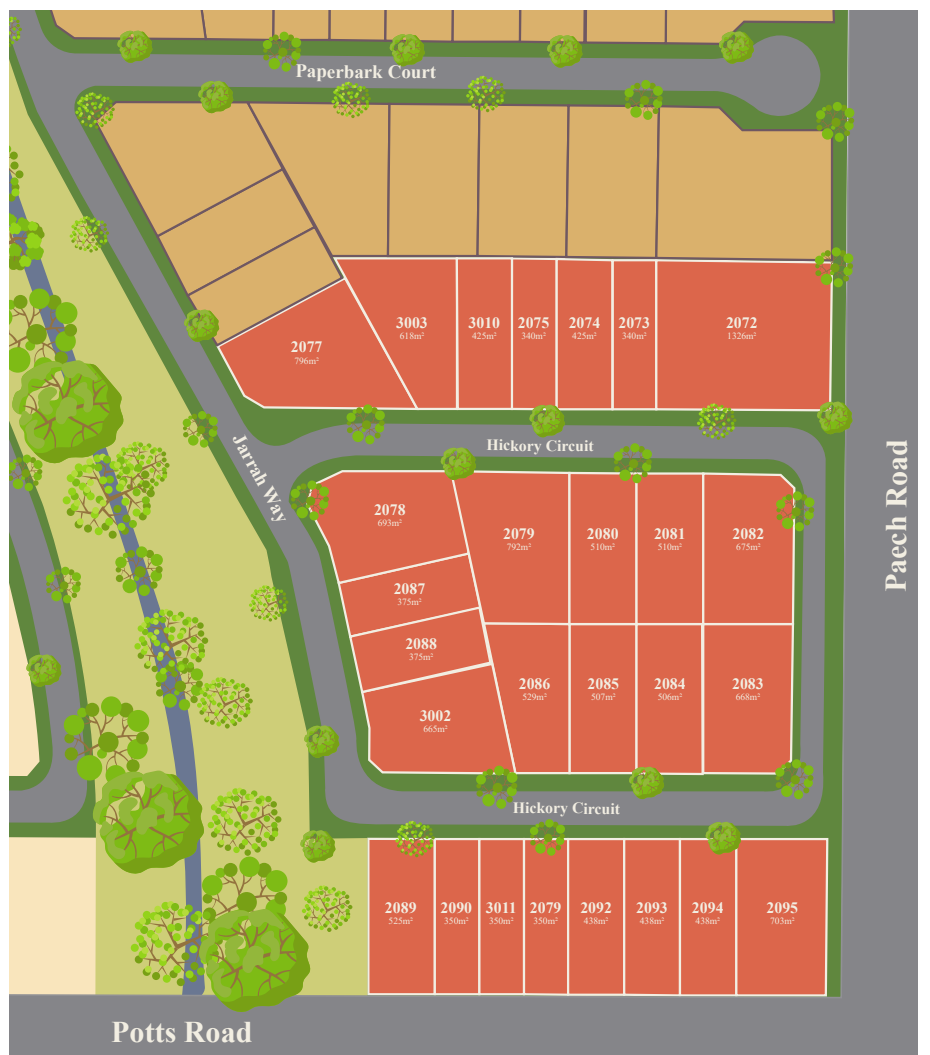 Paperbark Court
2077
796m²
3003
618m²
3010
425m²
2075
340m²
2074
425m²
2073
340m²
2072
1326m²
Hickory Circuit
Jarrah Way
Paech Road
2078
693m²
2079
792m²
2080
510m²
2081
510m²
2082
675m²
2087
375m²
2088
375m²
3002
665m²
2086
529m²
2085
507m²
2084
506m²
2083
668m²
Hickory Circuit
2089
525m²
2090
350m²
3011
350m²
2079
350m²
2092
438m²
2093
438m²
2094
438m²
2095
703m²
Potts Road